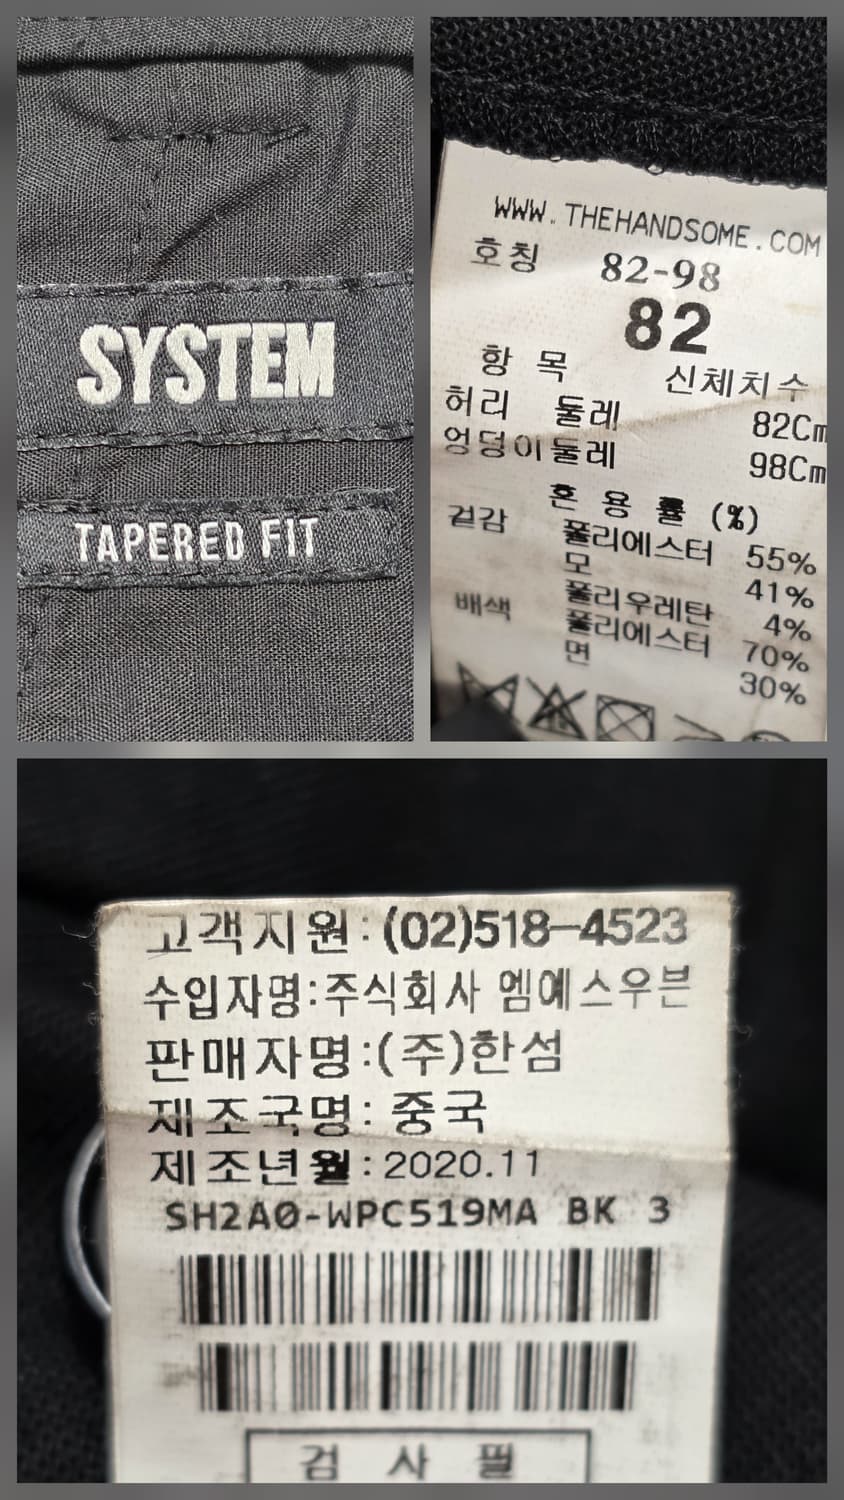 SYSTEM
TAPERED FIT
WWW.THEHANDSOME.COM
호칭 82-98
82
항 목 신체치수
허리 둘레 82Cm
엉덩이둘레 98Cm
혼 용 률 (%)
겉감 폴리에스터 55%
모 41%
폴리우레탄 4%
배색 폴리에스터 70%
면 30%
고객지원:(02)518-4523
수입자명:주식회사 엠에스우븐
판매자명:(주)한섬
제조국명: 중국
제조년월:2020.11
SH2A0-WPC519MA BK 3
검 사 필